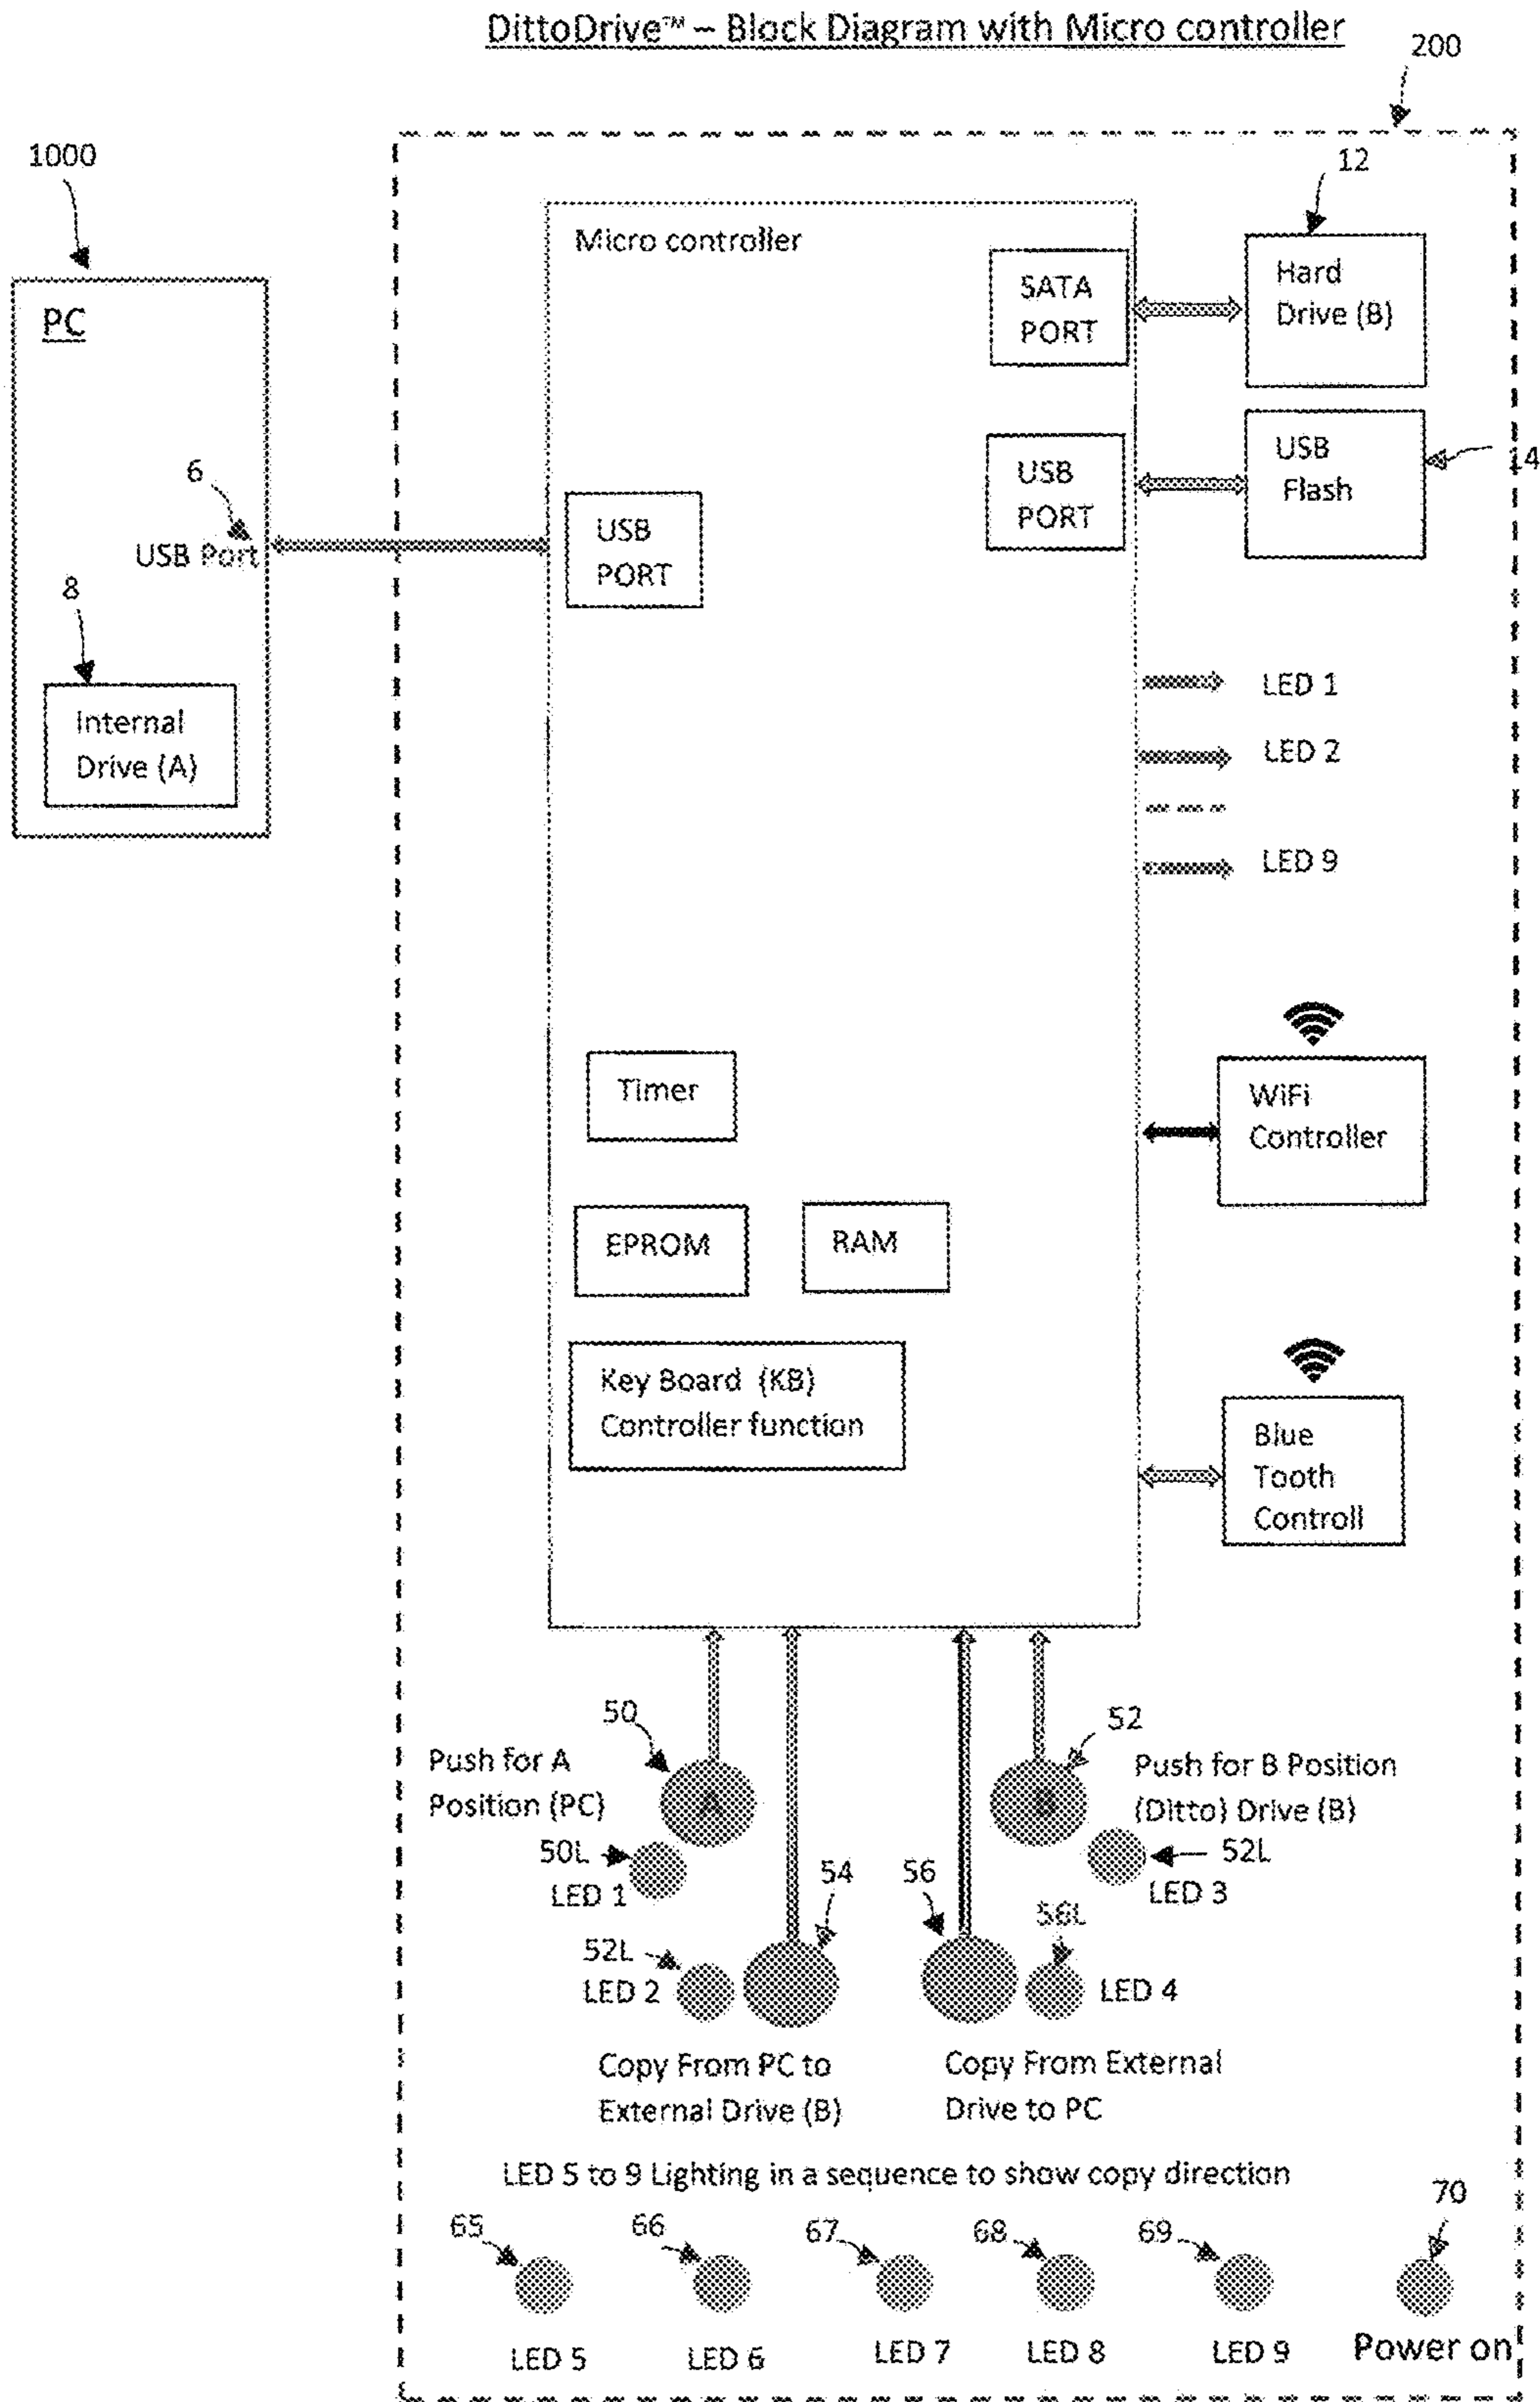 DittoDrive™ – Block Diagram with Micro controller
200
1000
12
Micro controller
PC
SATA
PORT
Hard
Drive (B)
USB
PORT
USB
Flash
14
6
USB Port
USB
PORT
8
Internal
Drive (A)
LED 1
LED 2
LED 9
Timer
WiFi
Controller
EPROM
RAM
Key Board (KB)
Controller function
Blue
Tooth
Controll
50
52
Push for A
Position (PC)
A
B
Push for B Position
(Ditto) Drive (B)
50L
LED 1
54
56
52L
LED 3
52L
LED 2
56L
LED 4
Copy From PC to
External Drive (B)
Copy From External
Drive to PC
LED 5 to 9 Lighting in a sequence to show copy direction
65
66
67
68
69
70
LED 5
LED 6
LED 7
LED 8
LED 9
Power on